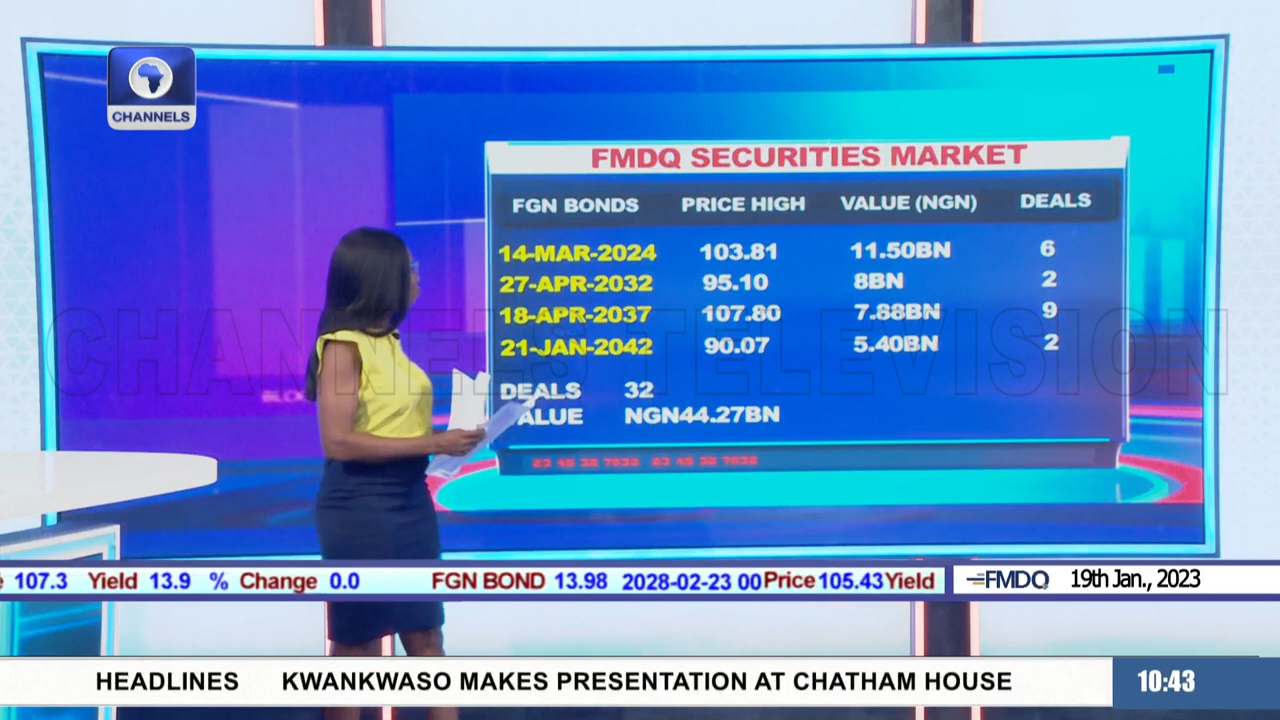 CHANNELS
FMDQ SECURITIES MARKET
FGN BONDS PRICE HIGH VALUE (NGN) DEALS
14-MAR-2024 103.81 11.50BN 6
27-APR-2032 95.10 8BN 2
18-APR-2037 107.80 7.88BN 9
21-JAN-2042 90.07 5.40BN 2
DEALS 32
VALUE NGN44.27BN
CHANNELS TELEVISION
107.3 Yield 13.9 % Change 0.0 FGN BOND 13.98 2028-02-23 00Price 105.43Yield
FMDQ 19th Jan., 2023
HEADLINES KWANKWASO MAKES PRESENTATION AT CHATHAM HOUSE
10:43